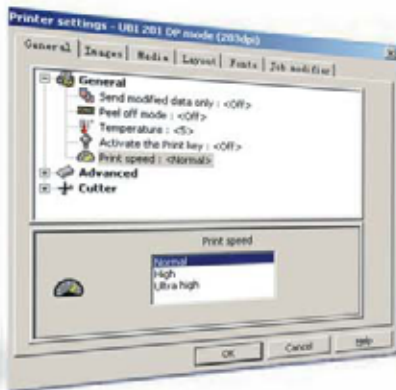 Printer settings - UBI 201 DP mode (203dpi)
General Images Media Layout Fonts Job modifier
General
Send modified data only : <Off>
Peel off mode : <Off>
Temperature : <5>
Activate the Print key : <Off>
Print speed : <Normal>
Advanced
Cutter
Print speed
Normal
High
Ultra high
OK Cancel Help